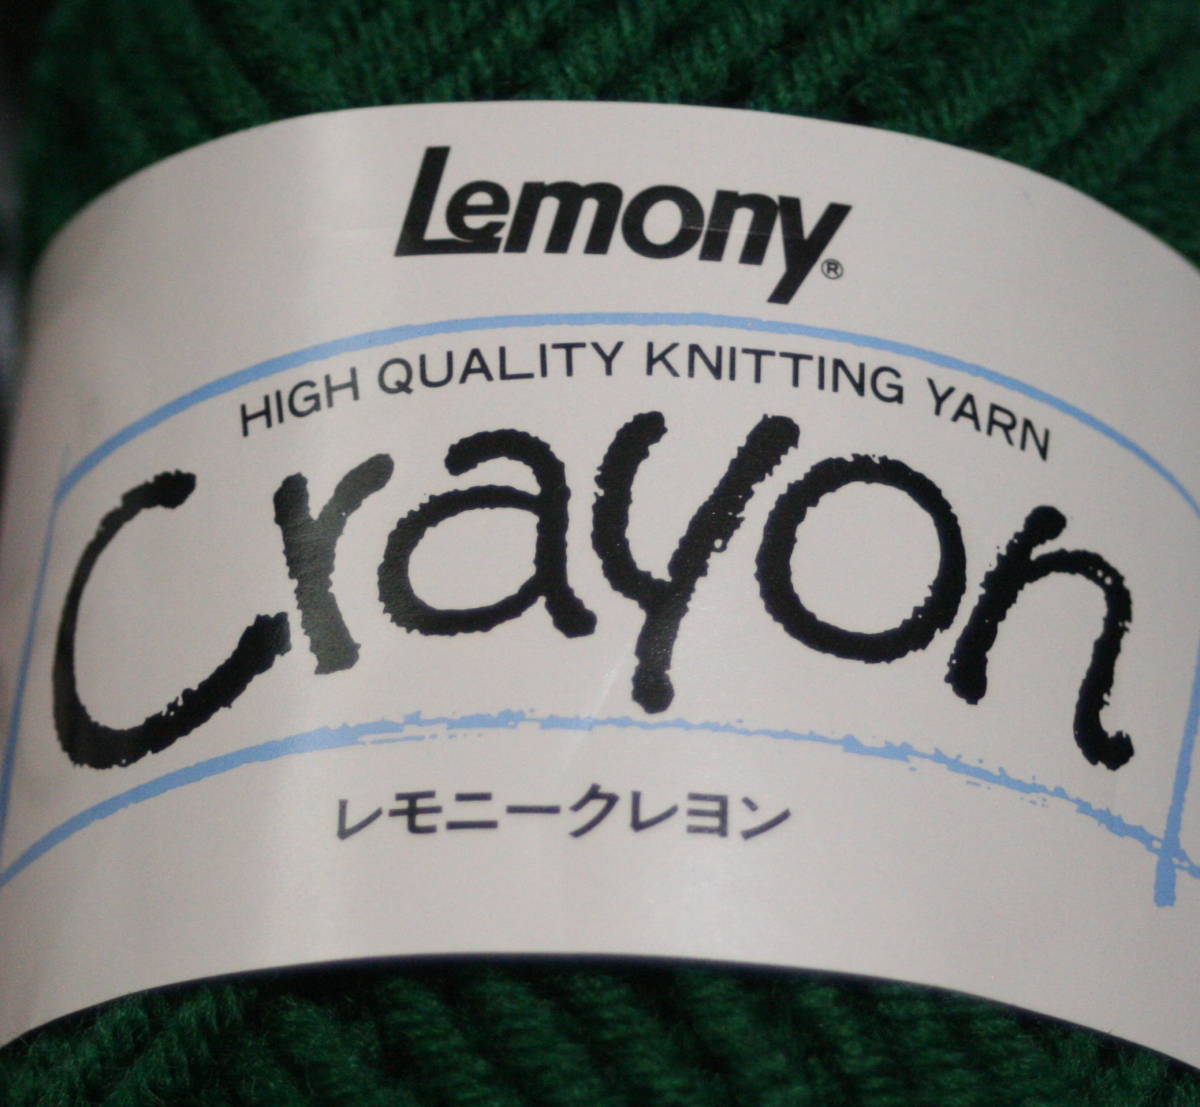 Lemony®
HIGH QUALITY KNITTING YARN
Crayon
レモニークレヨン